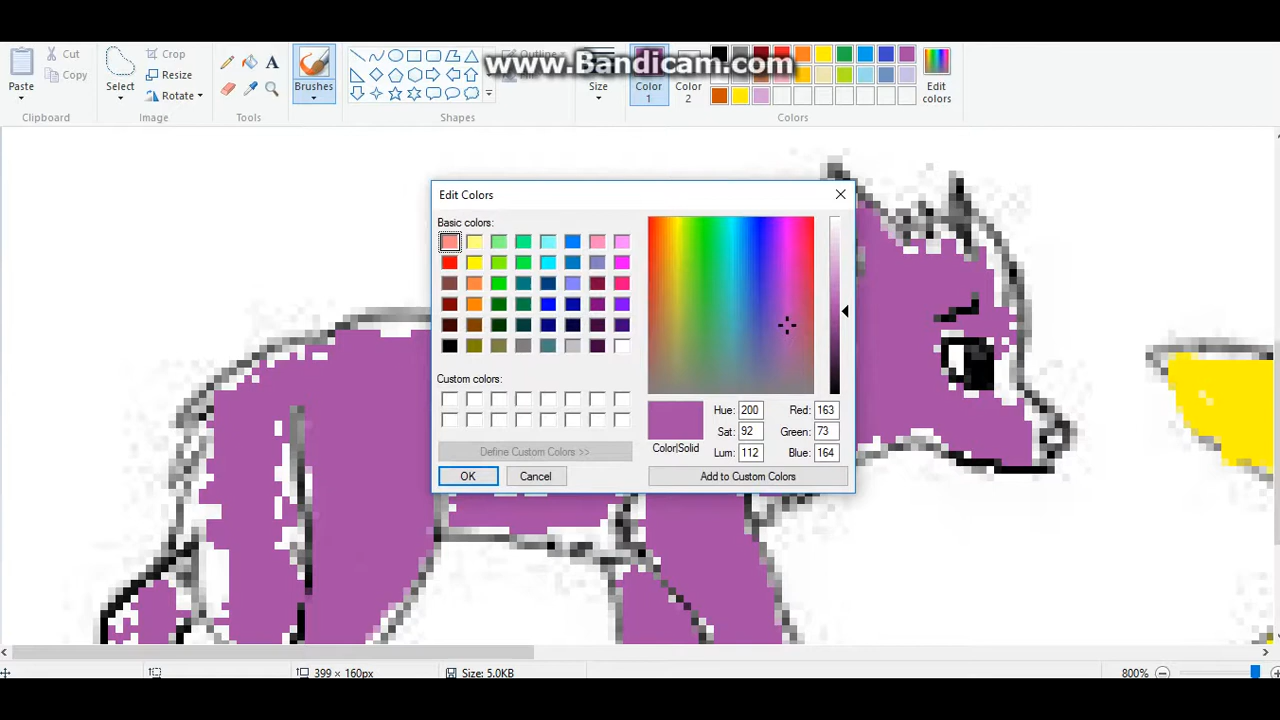 www.Bandicam.com
Cut
Crop
Outline
Copy
Resize
Paste
Select
Rotate
Brushes
Size
Color 1
Color 2
Edit colors
Clipboard
Image
Tools
Shapes
Colors
Edit Colors
Basic colors:
Custom colors:
Define Custom Colors >>
OK
Cancel
Color|Solid
Hue: 200
Red: 163
Sat: 92
Green: 73
Lum: 112
Blue: 164
Add to Custom Colors
399 × 160px
Size: 5.0KB
800%